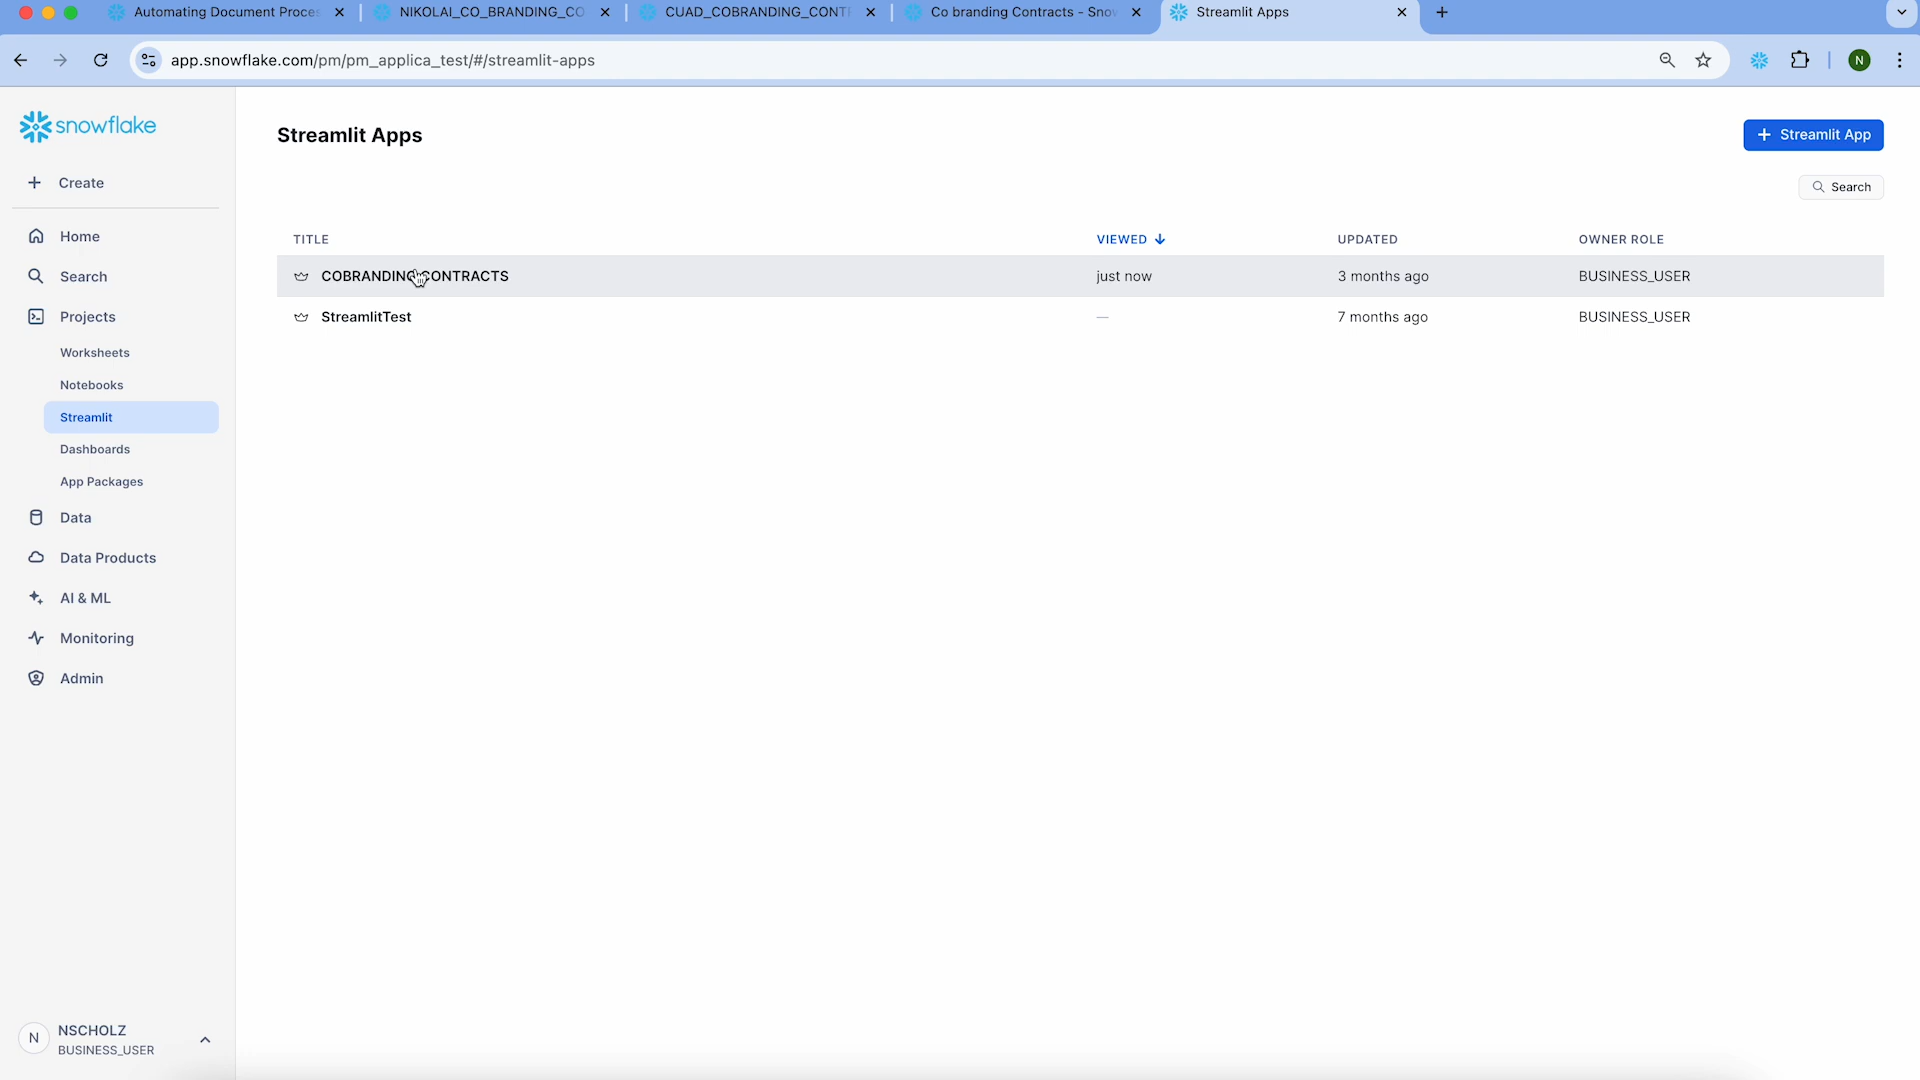 Automating Document Proces
NIKOLAI_CO_BRANDING_CO
CUAD_COBRANDING_CONT
Co branding Contracts - Snow
Streamlit Apps
app.snowflake.com/pm/pm_applica_test/#/streamlit-apps
N
snowflake
Create
Home
Search
Projects
Worksheets
Notebooks
Streamlit
Dashboards
App Packages
Data
Data Products
AI & ML
Monitoring
Admin
N
NSCHOLZ
BUSINESS_USER
Streamlit Apps
+ Streamlit App
Search
TITLE VIEWED UPDATED OWNER ROLE
COBRANDING_CONTRACTS just now 3 months ago BUSINESS_USER
StreamlitTest — 7 months ago BUSINESS_USER